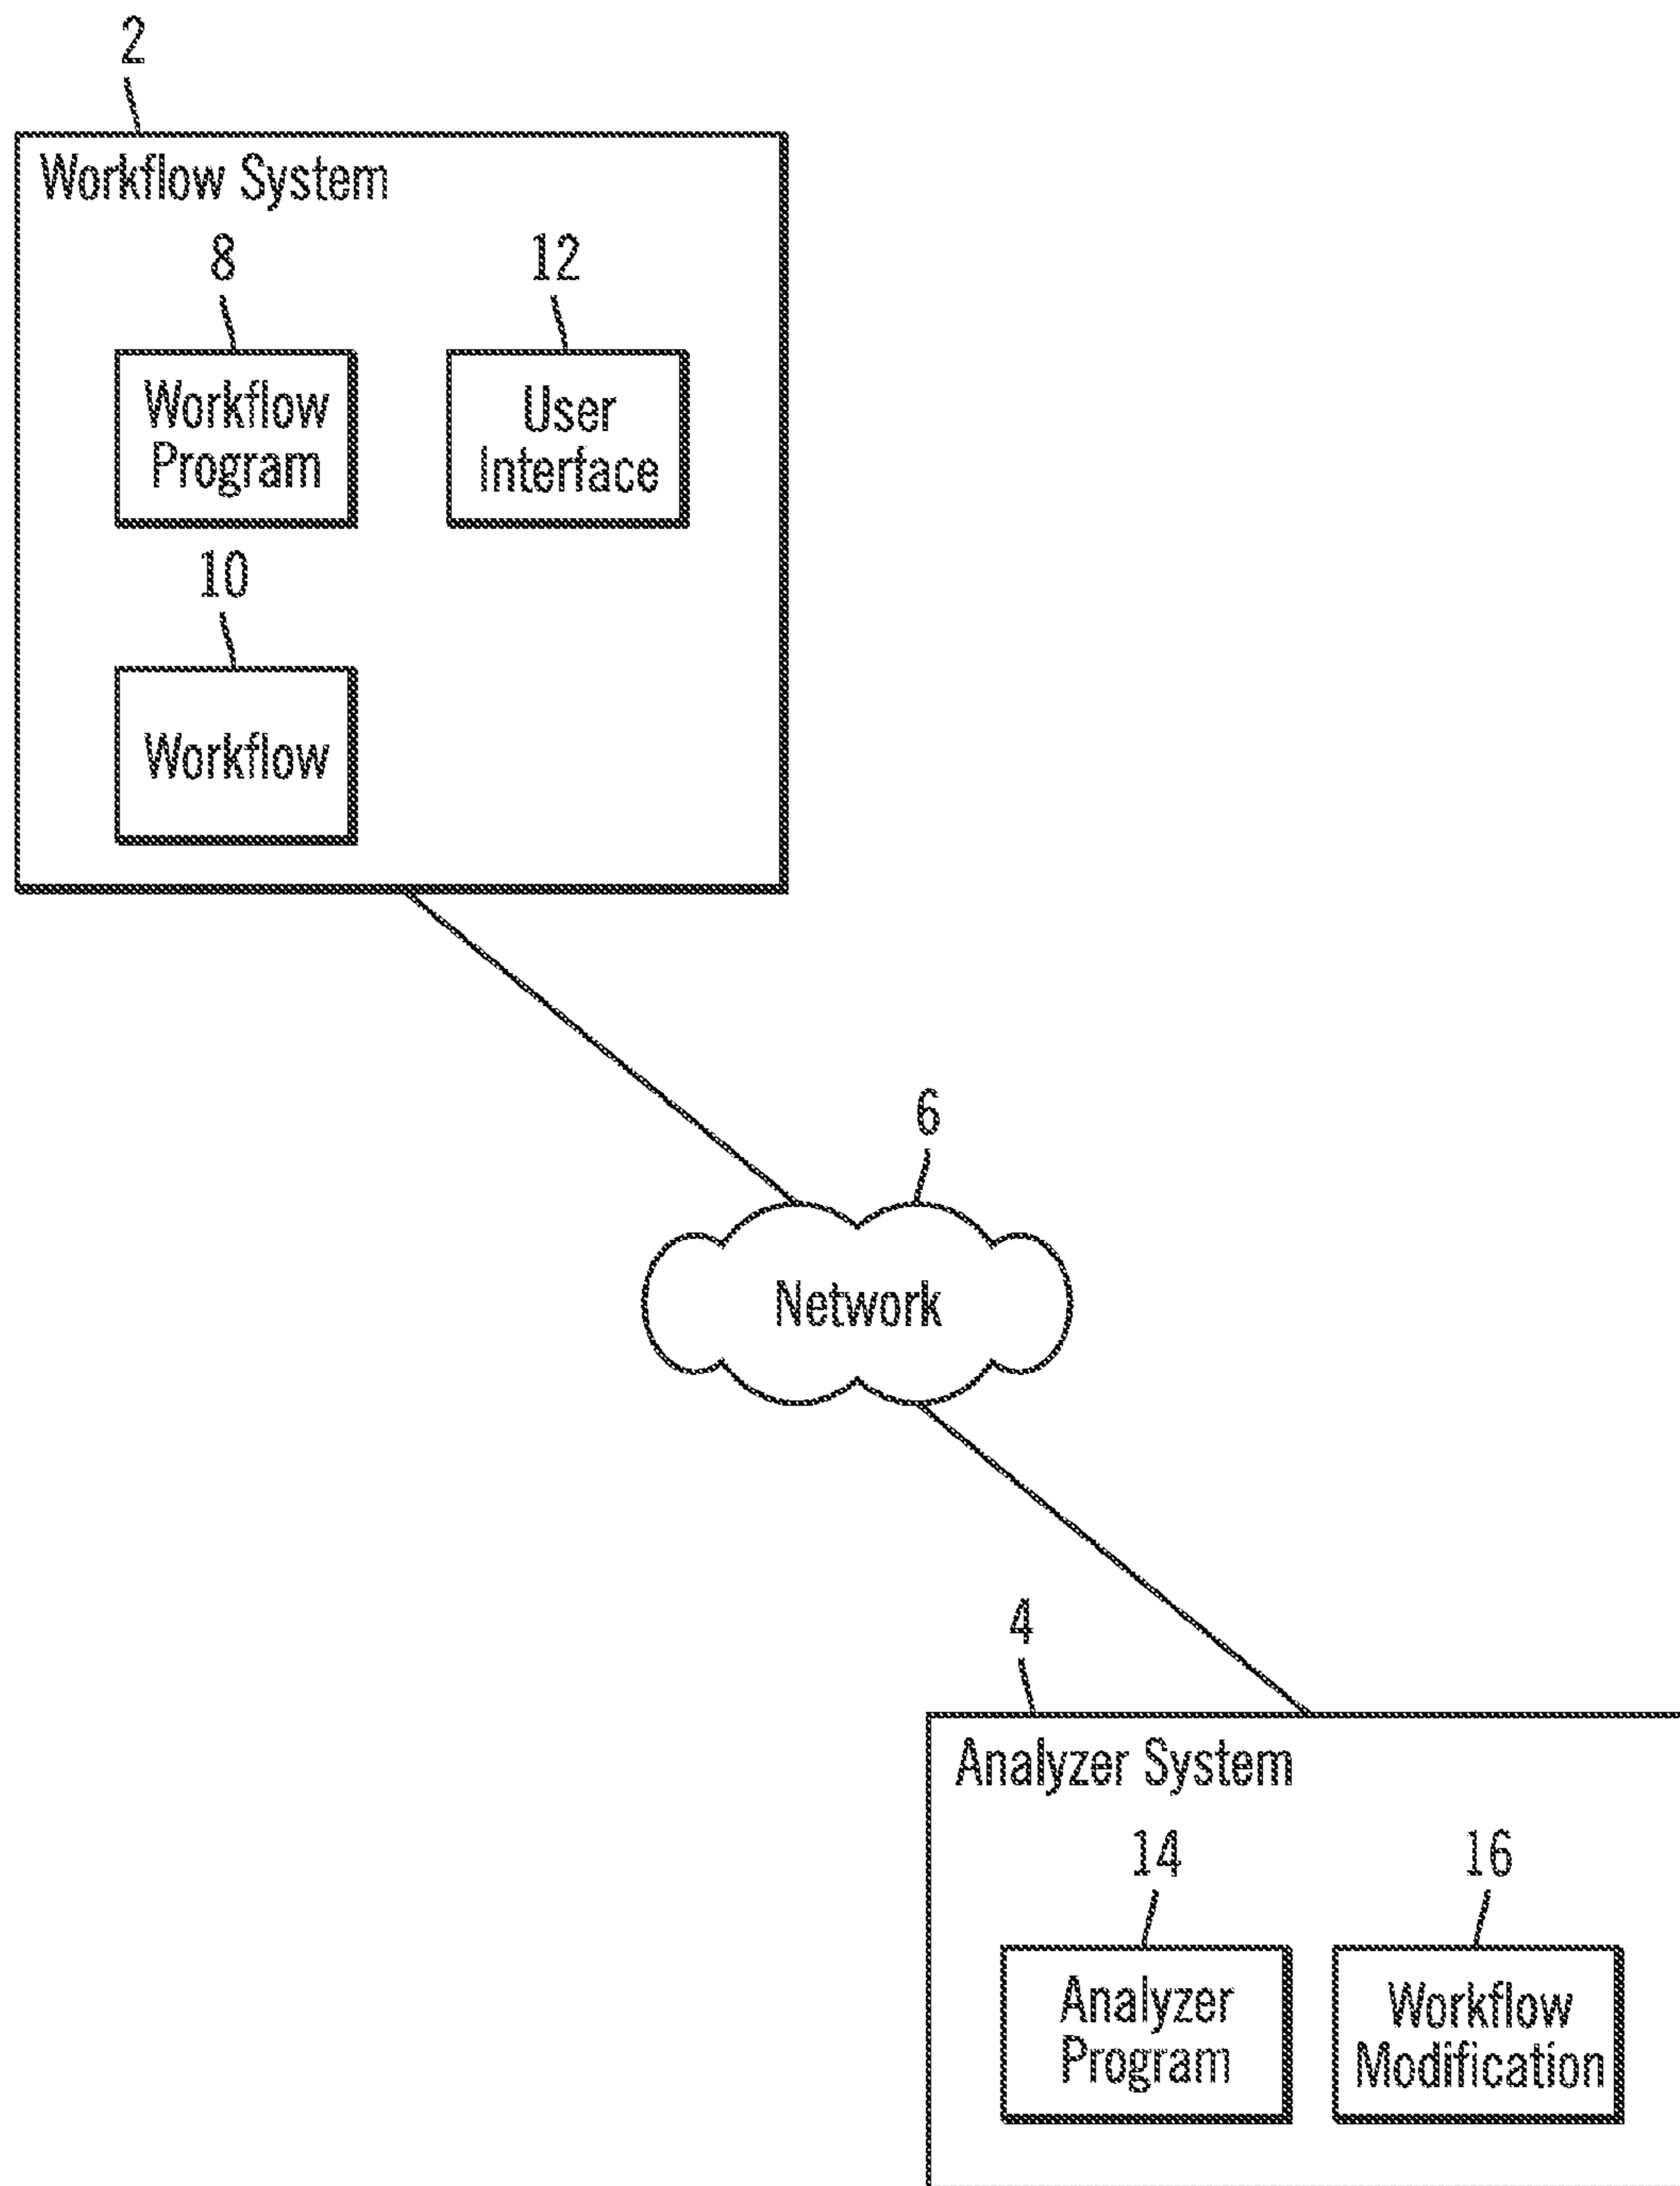 2
Workflow System
8
12
Workflow
Program
User
Interface
10
Workflow
6
Network
4
Analyzer System
14
16
Analyzer
Program
Workflow
Modification